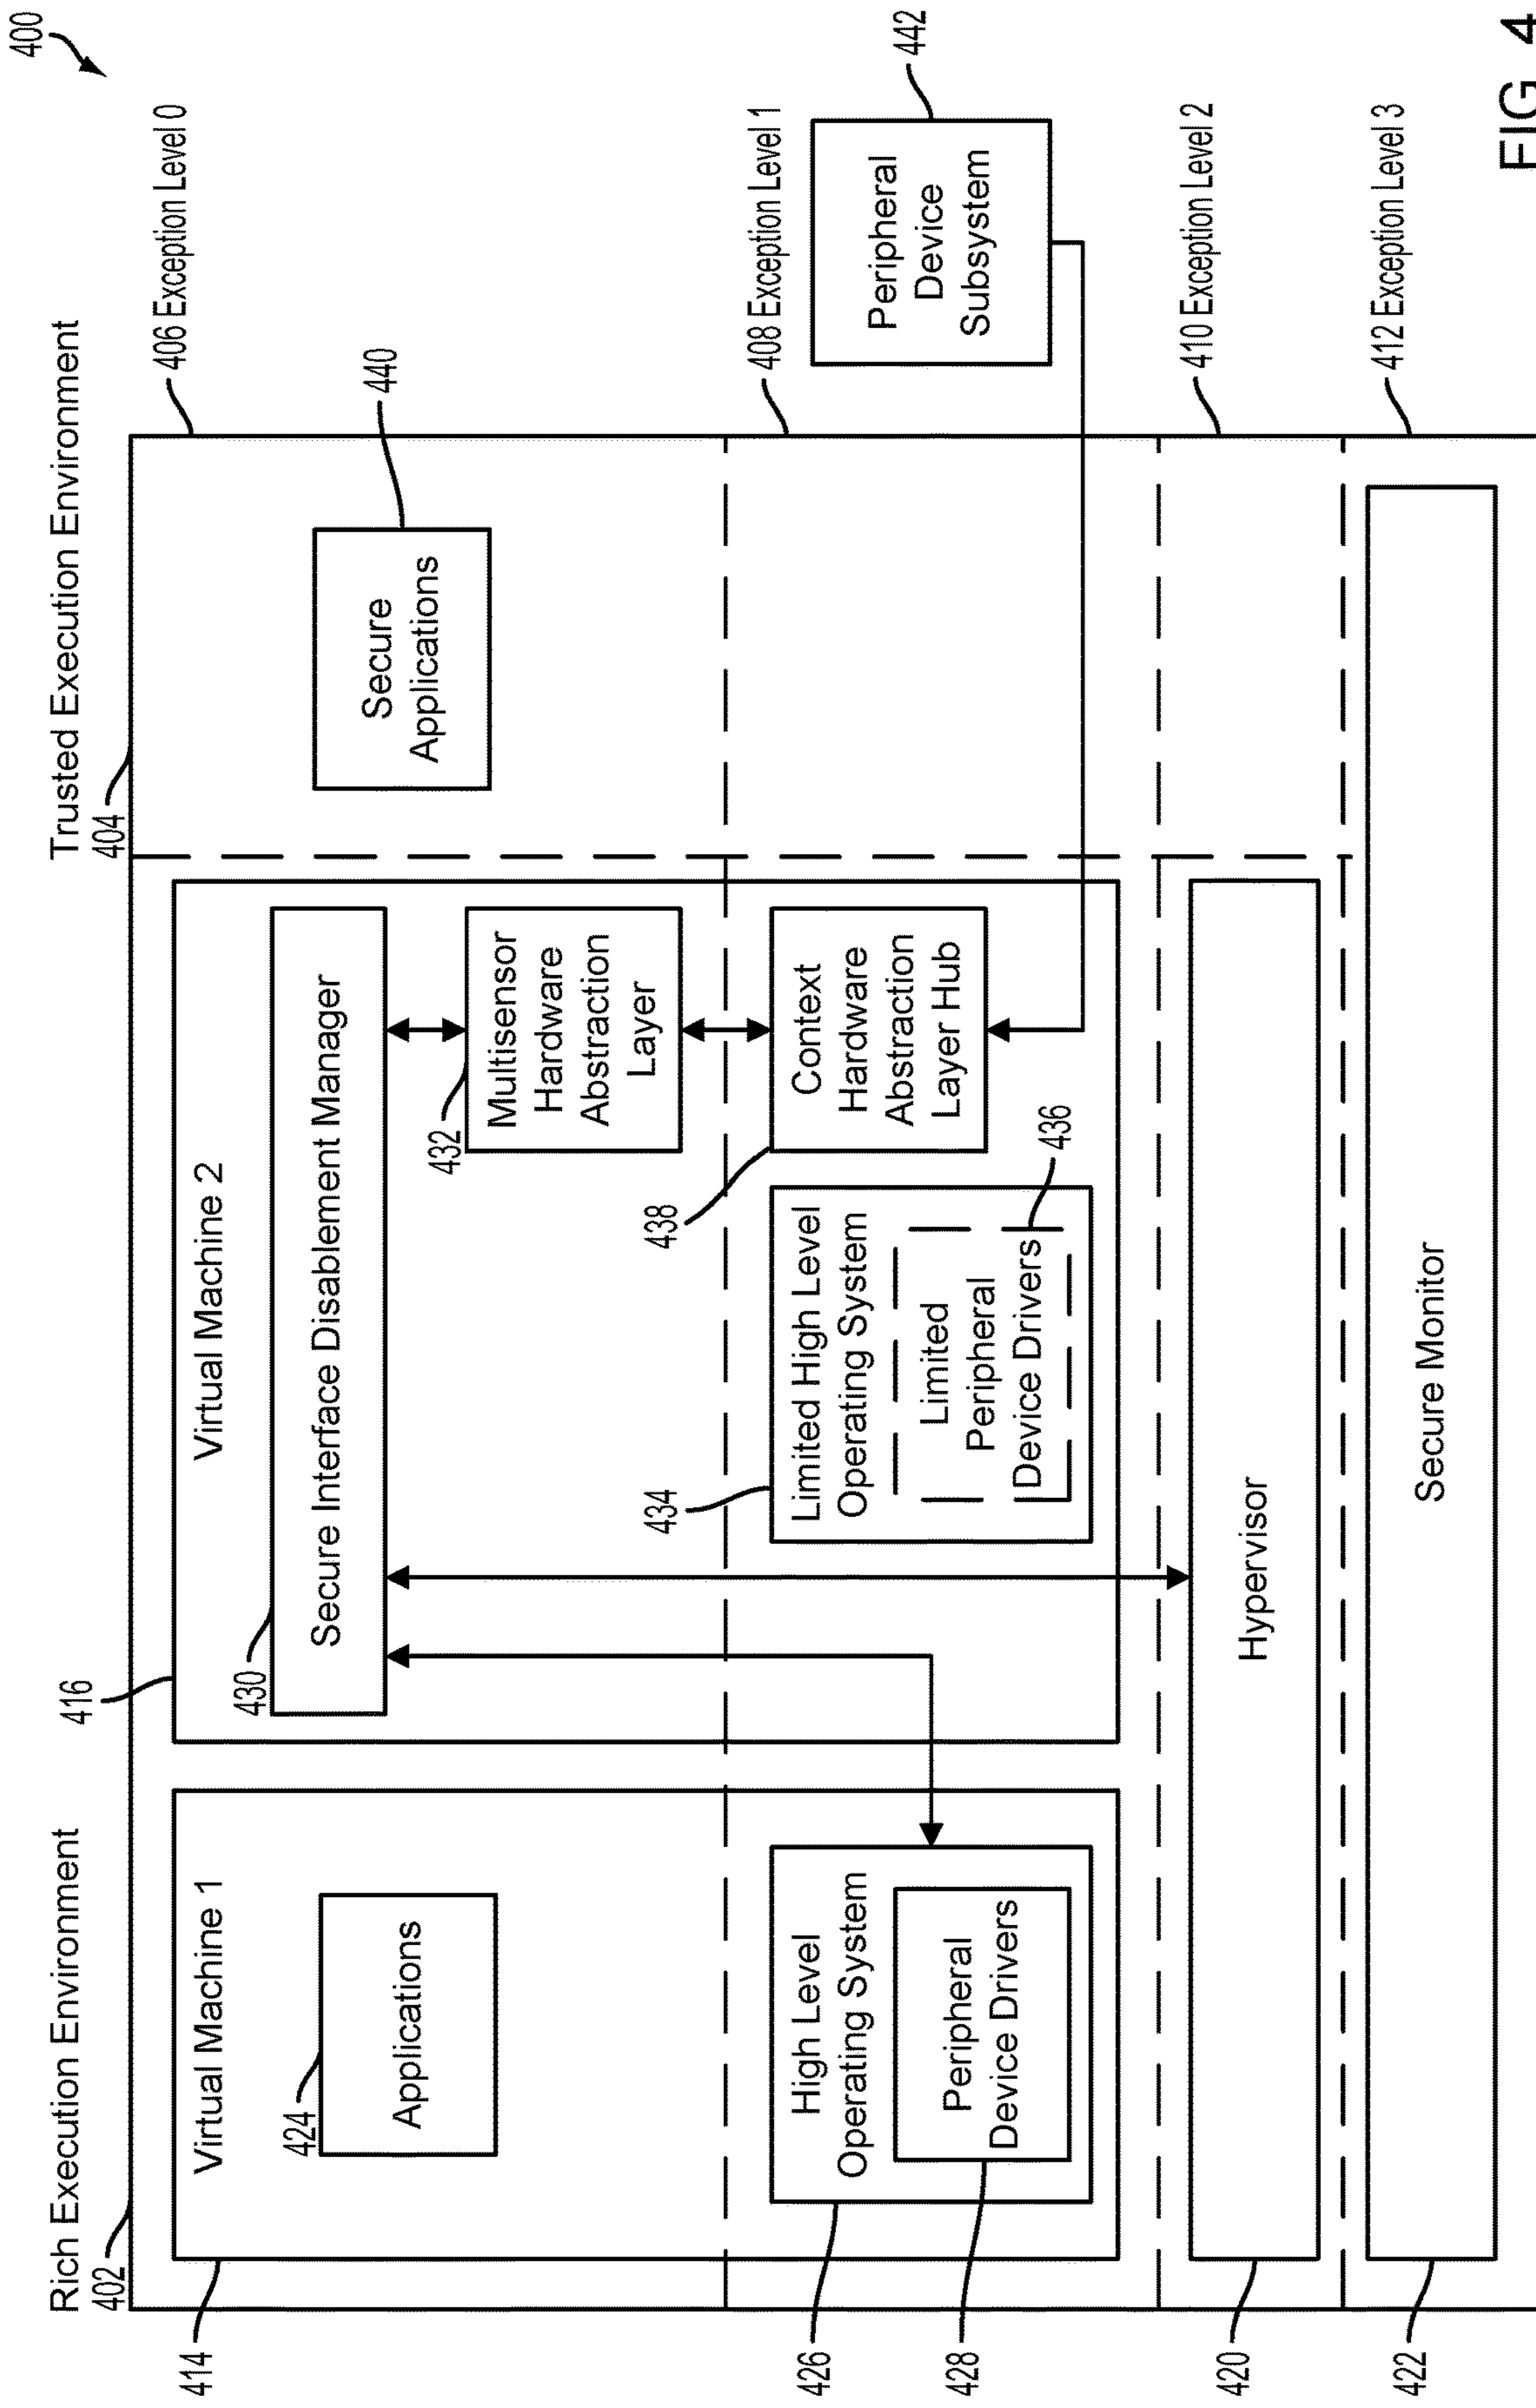 400
Rich Execution Environment
402
Trusted Execution Environment
404
406 Exception Level 0
414
Virtual Machine 1
424
Applications
416
Virtual Machine 2
430
Secure Interface Disablement Manager
432
Multisensor
Hardware
Abstraction
Layer
Secure
Applications
440
408 Exception Level 1
426
High Level
Operating System
428
Peripheral
Device Drivers
434
Limited High Level
Operating System
Limited
Peripheral
Device Drivers
436
438
Context
Hardware
Abstraction
Layer Hub
Peripheral
Device
Subsystem
442
420
Hypervisor
410 Exception Level 2
422
Secure Monitor
412 Exception Level 3
FIG. 4